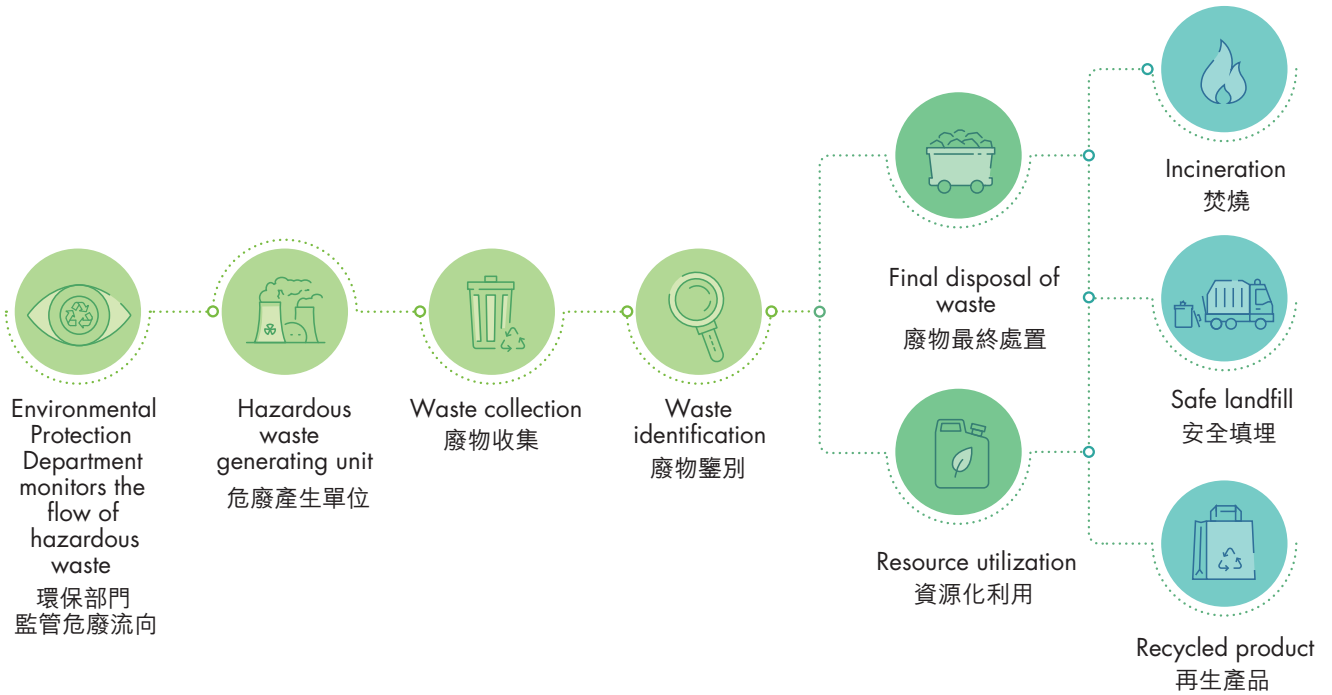 Environmental
Protection
Department
monitors the
flow of
hazardous
waste
環保部門
監管危廢流向
Hazardous
waste
generating unit
危廢產生單位
Waste collection
廢物收集
Waste
identification
廢物鑒別
Final disposal of
waste
廢物最終處置
Resource utilization
資源化利用
Incineration
焚燒
Safe landfill
安全填埋
Recycled product
再生產品